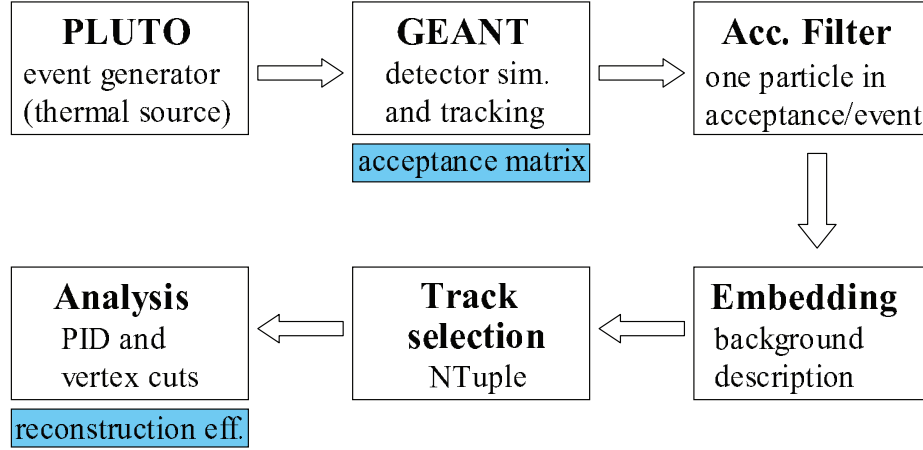 PLUTO
event generator
(thermal source)
GEANT
detector sim.
and tracking
acceptance matrix
Acc. Filter
one particle in
acceptance/event
Embedding
background
description
Track
selection
NTuple
Analysis
PID and
vertex cuts
reconstruction eff.